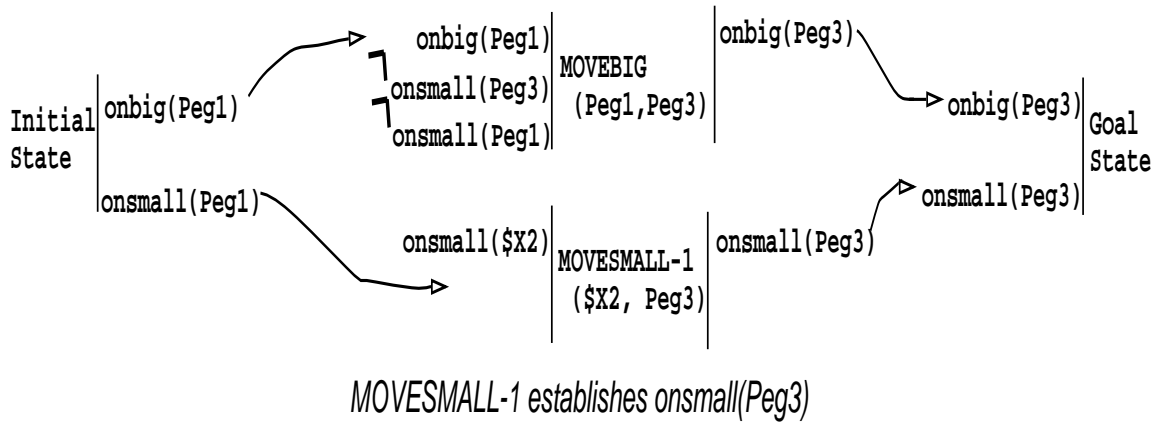 Initial
State
onbig(Peg1)
onsmall(Peg1)
onbig(Peg1)
¬onsmall(Peg3)
¬onsmall(Peg1)
MOVEBIG
(Peg1,Peg3)
onbig(Peg3)
onsmall($X2)
MOVESMALL-1
($X2, Peg3)
onsmall(Peg3)
onbig(Peg3)
onsmall(Peg3)
Goal
State
MOVESMALL-1 establishes onsmall(Peg3)